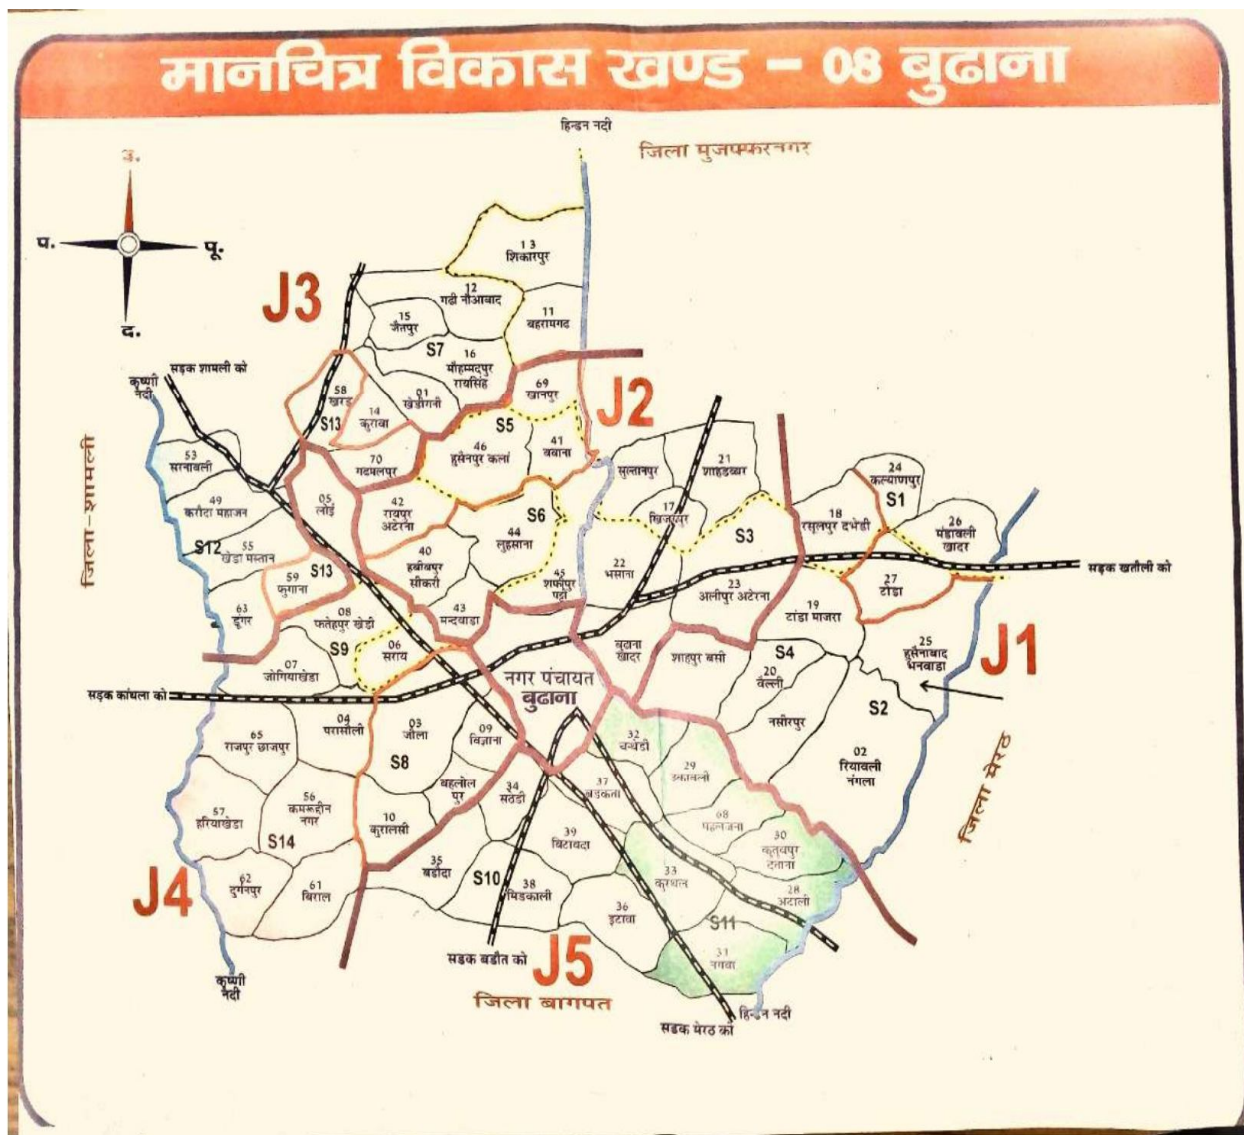 मानचित्र विकास खण्ड - 08 बुढाना
हिन्डन नदी
जिला मुजफ्फरनगर
उ.
प.
पू.
द.
J3
13
शिकारपुर
12
गढी नौआवाद
11
बहरामगढ
15
जैतपुर
S7
16
मौहम्मदपुर
रायसिंह
सड़क शामली को
कृष्णी
नदी
58
खरड
S13
14
कुरावा
01
खेडीगनी
69
खानपुर
J2
S5
46
हुसैनपुर कलां
41
बवाना
70
गढमलपुर
जिला-शामली
53
सरनावली
49
करौदा महाजन
05
लोई
42
रायपुर
अटेरना
S6
44
लुहसाना
सुल्तानपुर
21
शाहडब्बर
17
खिजरपुर
S3
24
कल्याणपुर
S1
18
रसूलपुर दभेडी
26
मंडावली
खादर
S12
55
खेडा मस्तान
59
फुगाना
S13
40
हबीबपुर
सीकरी
45
शफीपुर
पट्टी
22
भसाना
23
अलीपुर अटेरना
सड़क खतौली को
27
टोडा
19
टांडा माजरा
63
डूंगर
08
फतेहपुर खेडी
43
मन्दवाडा
S9
06
सराय
07
जोगियाखेडा
बुढाना
खादर
शाहपुर बसी
S4
20
वैल्ली
25
हुसैनाबाद
भनवाडा
J1
नगर पंचायत
बुढाना
सड़क कांधला को
नसीरपुर
S2
04
परासौली
03
जौला
09
विज्ञाना
32
चन्धेडी
65
राजपुर छाजपुर
S8
29
02
रियावली
नंगला
जिला मेरठ
बहलोल
पुर
34
सठेडी
37
57
हरियाखेडा
56
कमरूद्दीन
नगर
10
कुरालसी
39
विटावदा
68
30
कुतुबपुर
दताना
S14
35
बडौदा
S10
38
मिडकाली
33
कुरथल
28
अटाली
J4
62
दुर्गनपुर
61
बिराल
36
इटावा
S11
31
नगवा
सड़क बडौत को
J5
जिला बागपत
कृष्णी
नदी
सड़क मेरठ को
हिन्डन नदी